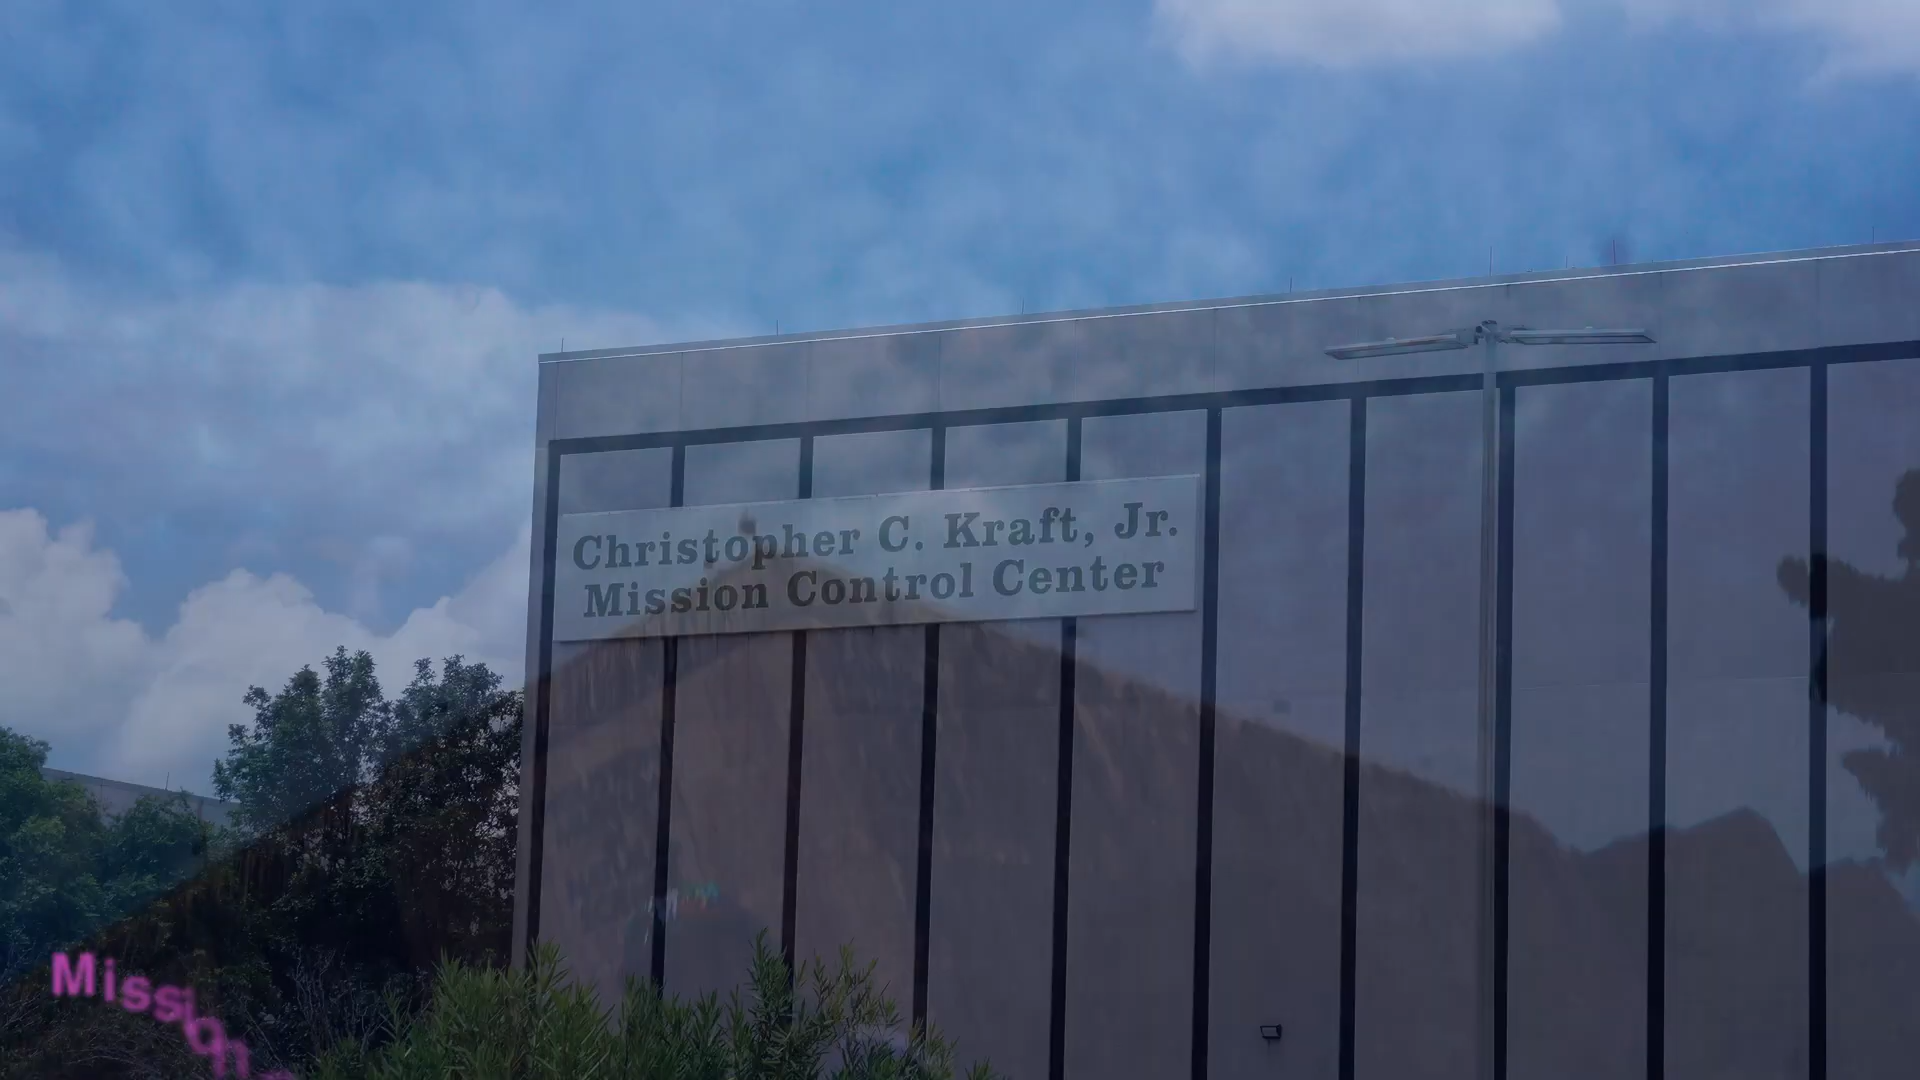 Christopher C. Kraft, Jr.
Mission Control Center
Mission